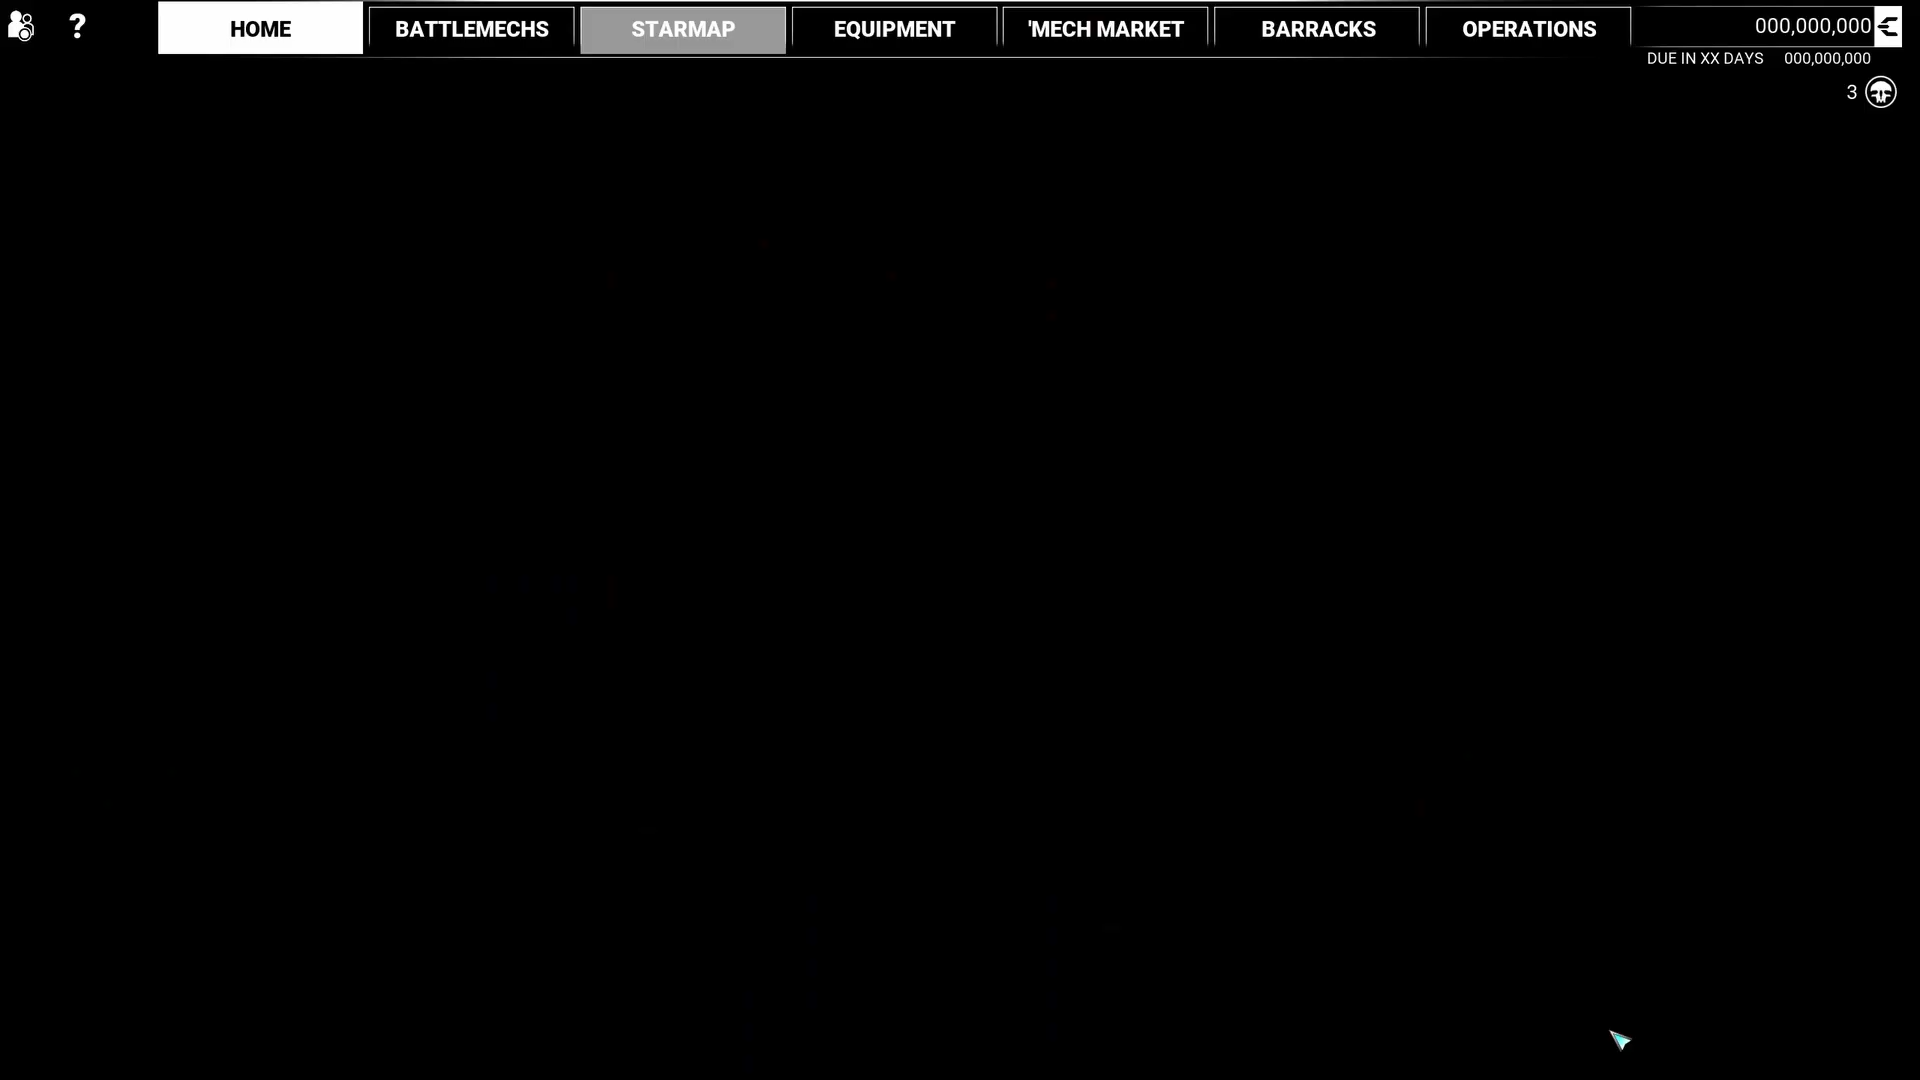 ? HOME BATTLEMECHS STARMAP EQUIPMENT 'MECH MARKET BARRACKS OPERATIONS 000,000,000
DUE IN XX DAYS 000,000,000
3